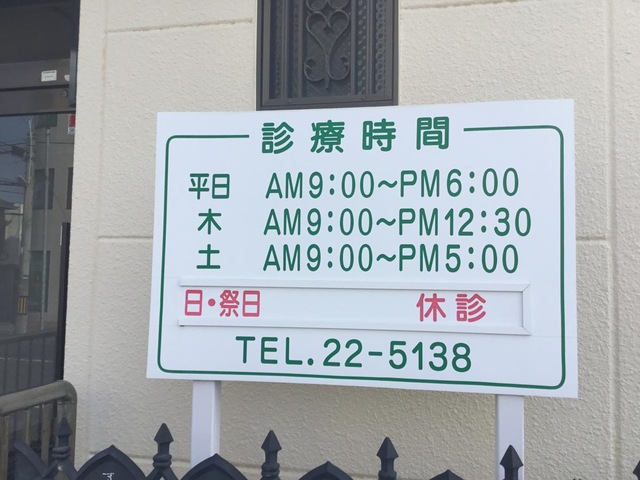 診療時間
平日 AM9:00~PM6:00
木 AM9:00~PM12:30
土 AM9:00~PM5:00
日・祭日 休診
TEL.22-5138